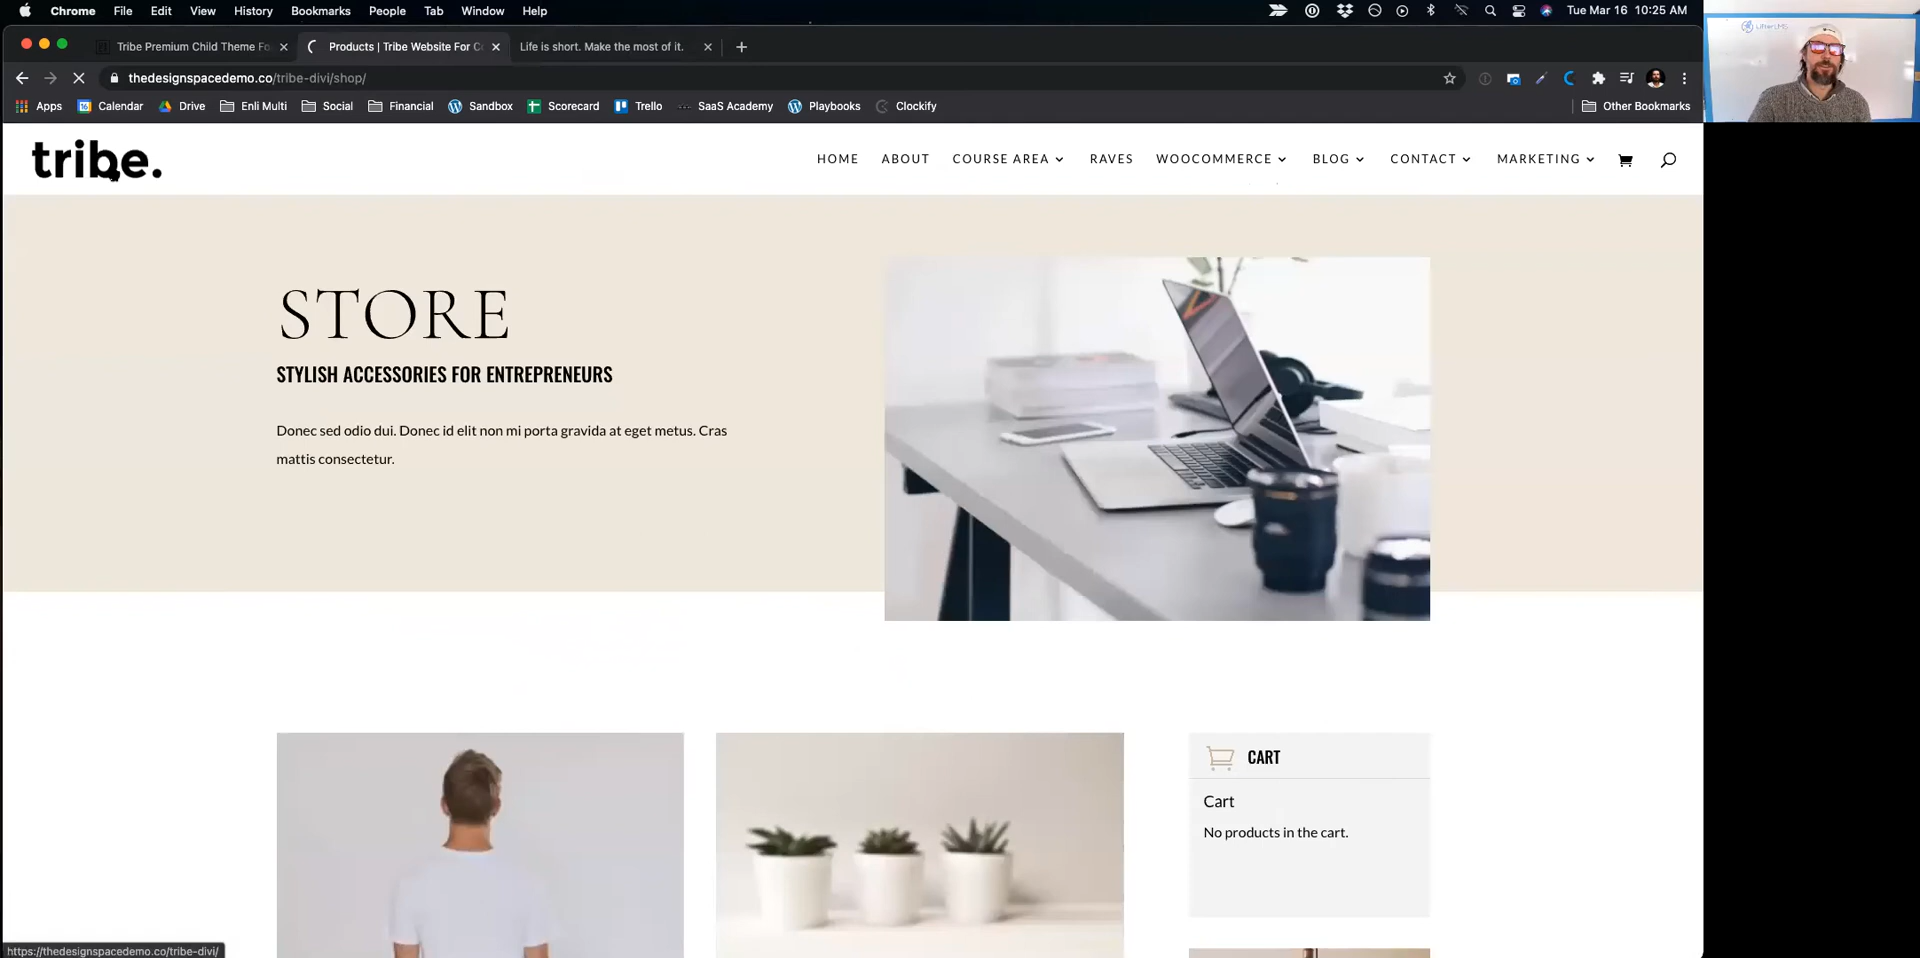 Chrome File Edit View History Bookmarks People Tab Window Help Tue Mar 16 10:25 AM
Tribe Premium Child Theme Fo
Products | Tribe Website For Co
Life is short. Make the most of it.
thedesignspacedemo.co/tribe-divi/shop/
Apps Calendar Drive Enli Multi Social Financial Sandbox Scorecard Trello SaaS Academy Playbooks Clockify Other Bookmarks
LifterLMS
tribe.
HOME ABOUT COURSE AREA RAVES WOOCOMMERCE BLOG CONTACT MARKETING
STORE
STYLISH ACCESSORIES FOR ENTREPRENEURS
Donec sed odio dui. Donec id elit non mi porta gravida at eget metus. Cras
mattis consectetur.
CART
Cart
No products in the cart.
https://thedesignspacedemo.co/tribe-divi/